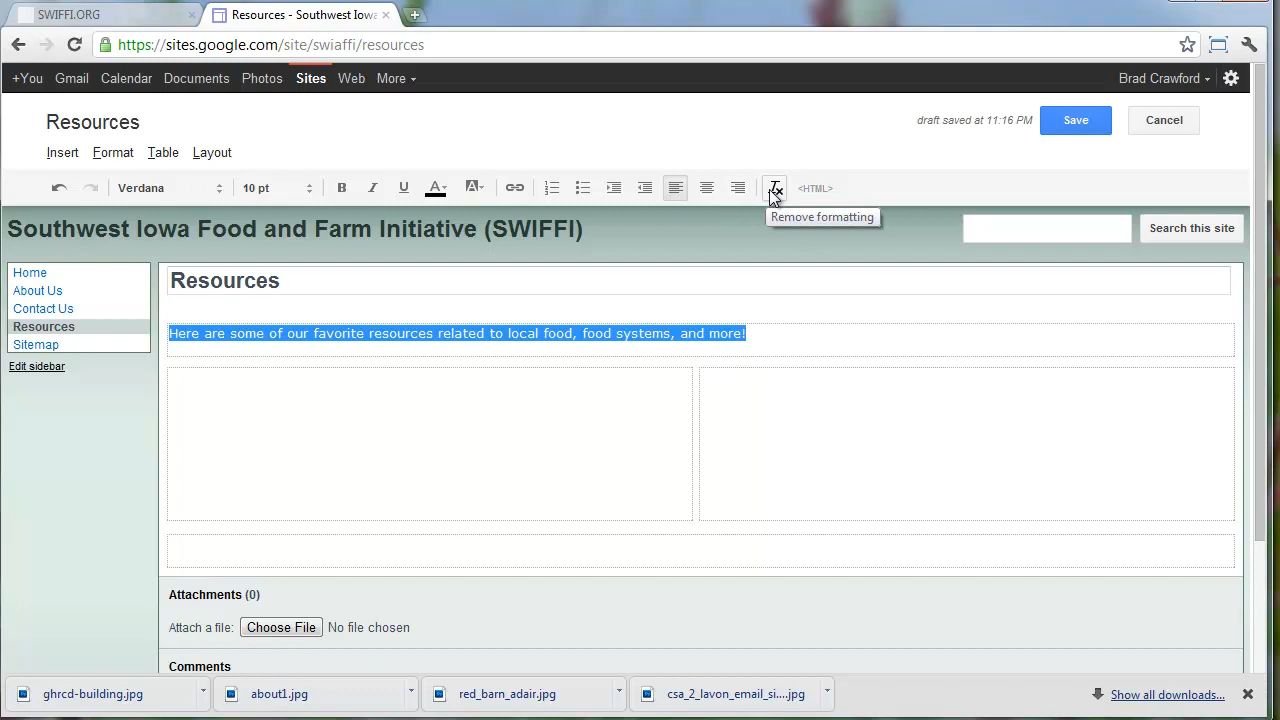 SWIFFI.ORG
Resources - Southwest Iowa
https://sites.google.com/site/swiaffi/resources
+You Gmail Calendar Documents Photos Sites Web More
Brad Crawford
Resources
draft saved at 11:16 PM
Save
Cancel
Insert Format Table Layout
Verdana 10 pt B I U A A <HTML>
Remove formatting
Southwest Iowa Food and Farm Initiative (SWIFFI)
Search this site
Home
About Us
Contact Us
Resources
Sitemap
Edit sidebar
Resources
Here are some of our favorite resources related to local food, food systems, and more!
Attachments (0)
Attach a file: Choose File No file chosen
Comments
ghrcd-building.jpg
about1.jpg
red_barn_adair.jpg
csa_2_lavon_email_si....jpg
Show all downloads...